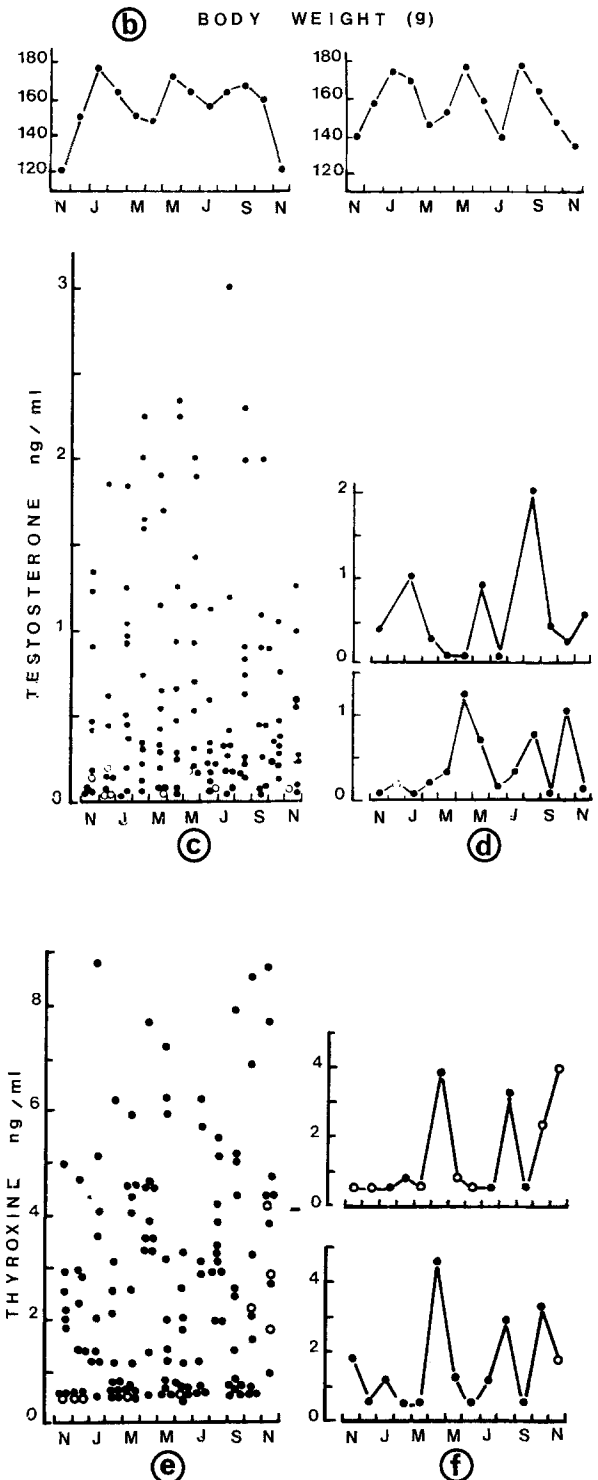 b BODY WEIGHT (g)
180
160
140
120
N J M M J S N
180
160
140
120
N J M M J S N
TESTOSTERONE ng/ml
3
2
1
0
N J M M J S N
c
2
1
0
1
0
N J M M J S N
d
THYROXINE ng/ml
8
6
4
2
0
N J M M J S N
e
4
2
0
4
2
0
N J M M J S N
f